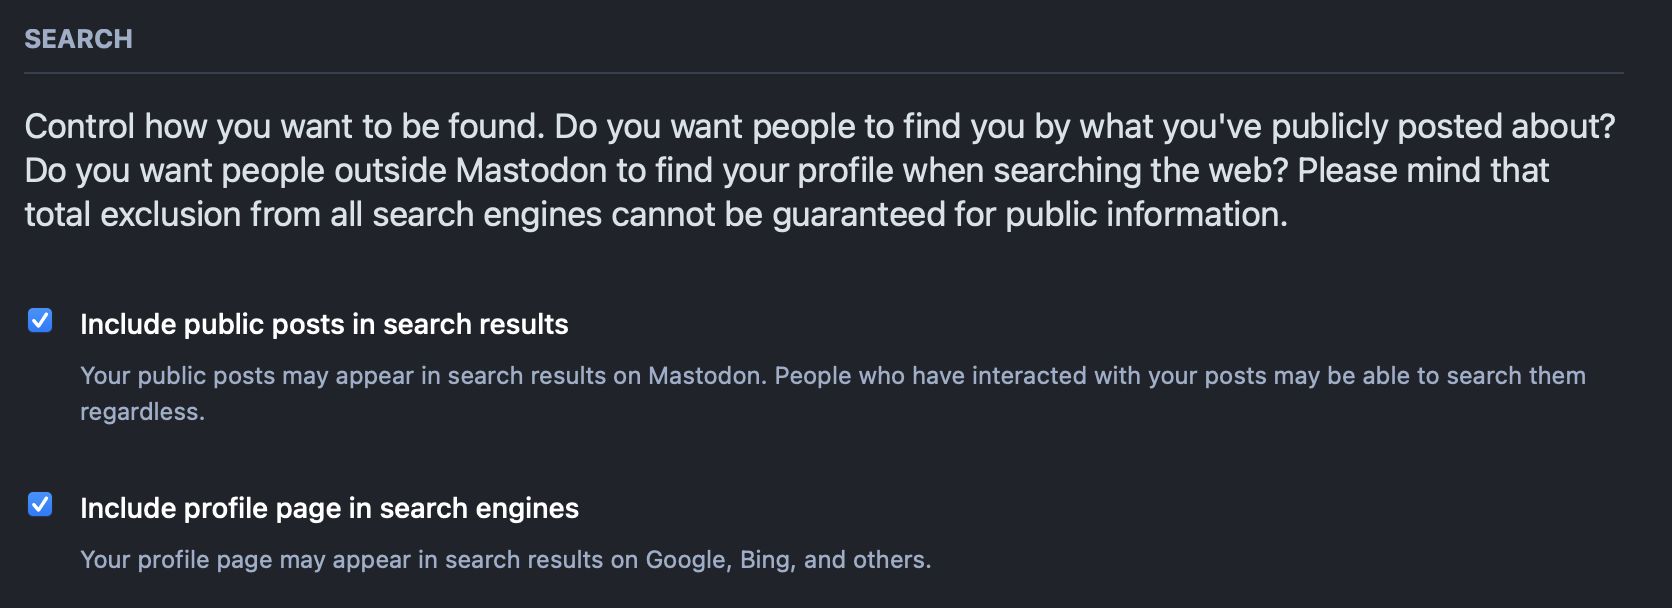 SEARCH
Control how you want to be found. Do you want people to find you by what you've publicly posted about?
Do you want people outside Mastodon to find your profile when searching the web? Please mind that
total exclusion from all search engines cannot be guaranteed for public information.
Include public posts in search results
Your public posts may appear in search results on Mastodon. People who have interacted with your posts may be able to search them
regardless.
Include profile page in search engines
Your profile page may appear in search results on Google, Bing, and others.